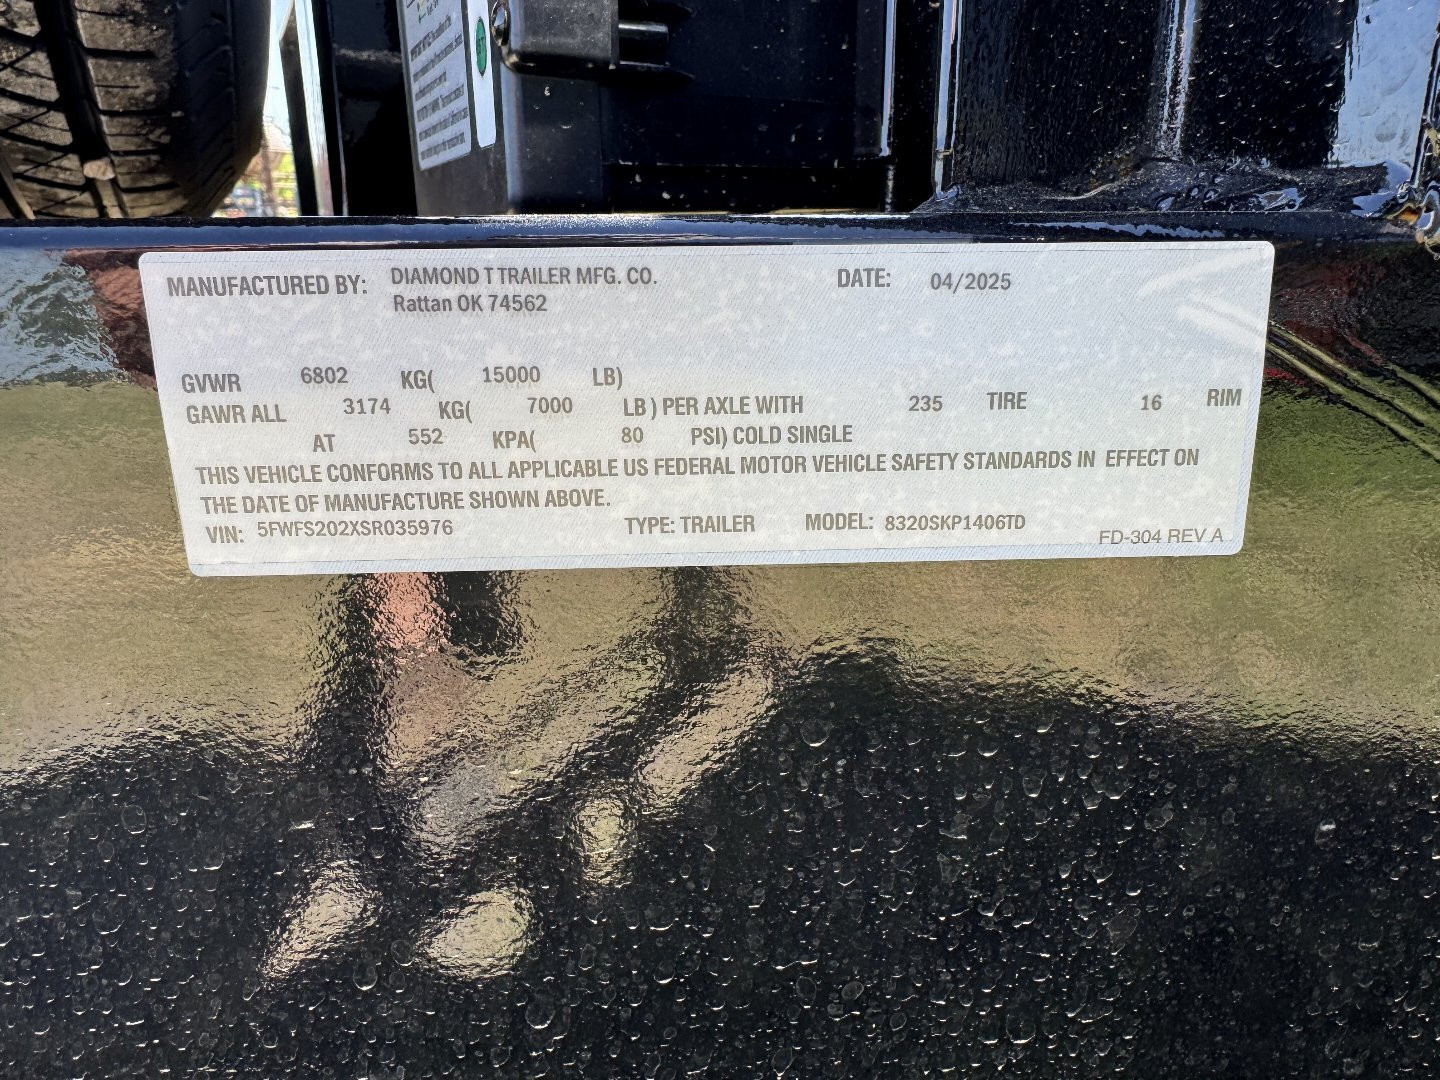 MANUFACTURED BY: DIAMOND T TRAILER MFG. CO. DATE: 04/2025
Rattan OK 74562
GVWR 6802 KG( 15000 LB)
GAWR ALL 3174 KG( 7000 LB ) PER AXLE WITH 235 TIRE 16 RIM
AT 552 KPA( 80 PSI) COLD SINGLE
THIS VEHICLE CONFORMS TO ALL APPLICABLE US FEDERAL MOTOR VEHICLE SAFETY STANDARDS IN EFFECT ON
THE DATE OF MANUFACTURE SHOWN ABOVE.
VIN: 5FWFS202XSR035976 TYPE: TRAILER MODEL: 8320SKP1406TD
FD-304 REV A